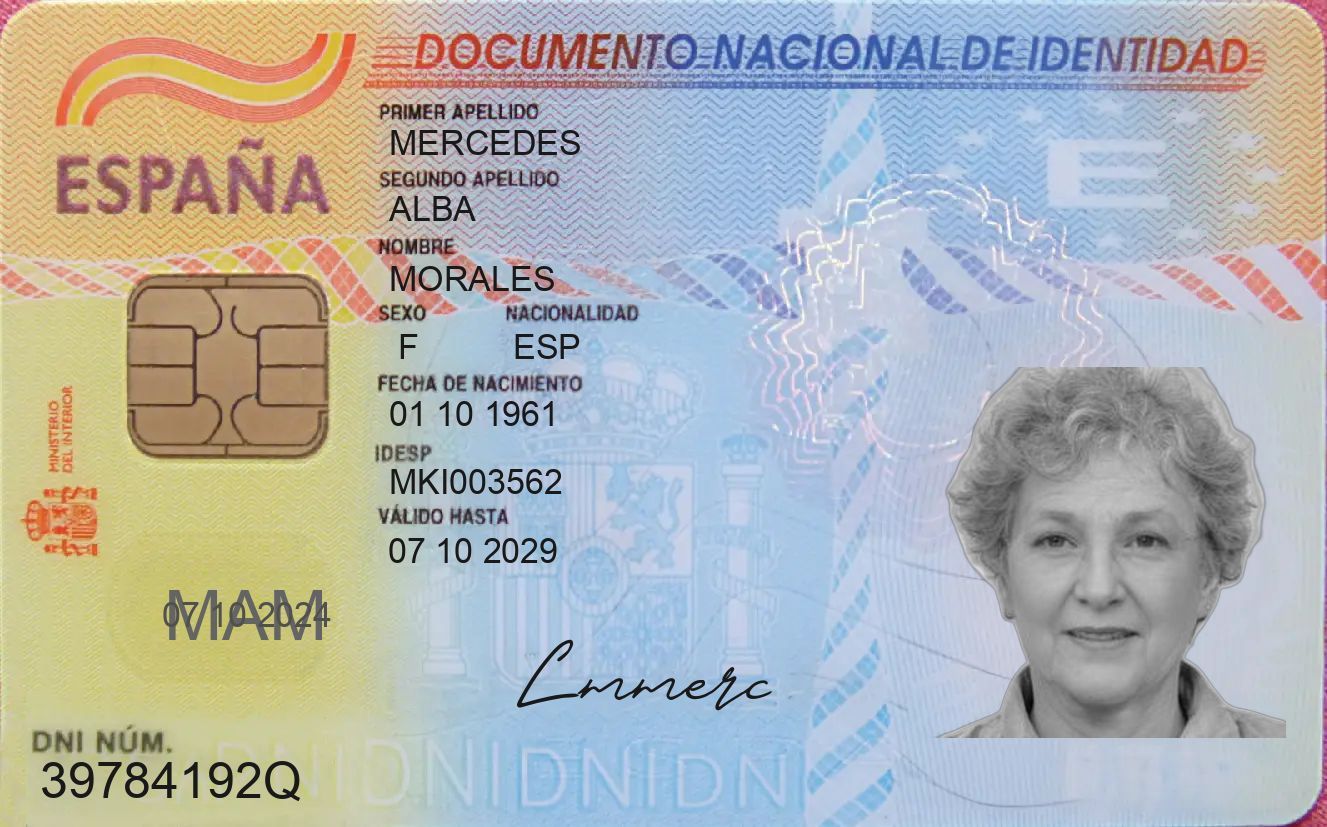 DOCUMENTO NACIONAL DE IDENTIDAD
ESPAÑA
PRIMER APELLIDO
MERCEDES
SEGUNDO APELLIDO
ALBA
NOMBRE
MORALES
SEXO NACIONALIDAD
F ESP
FECHA DE NACIMIENTO
01 10 1961
IDESP
MKI003562
VÁLIDO HASTA
07 10 2029
MINISTERIO
DEL INTERIOR
E
MAM
07 10 2024
Lmmerc
DNI NÚM.
39784192Q
DNIDNIDNIDNI